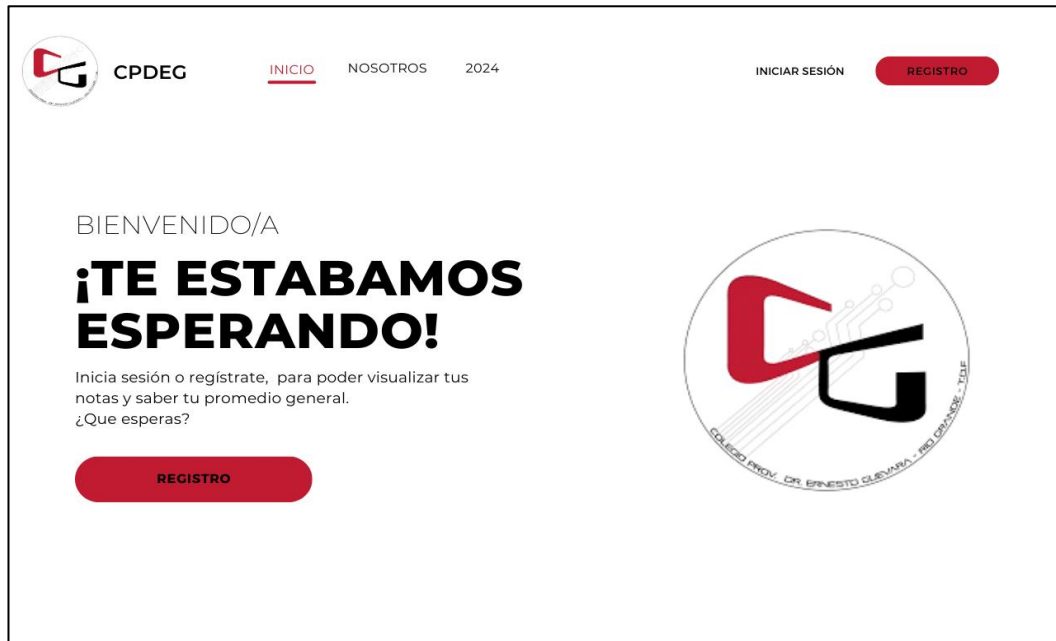 CPDEG
INICIO
NOSOTROS
2024
INICIAR SESIÓN
REGISTRO
BIENVENIDO/A
¡TE ESTABAMOS
ESPERANDO!
Inicia sesión o regístrate, para poder visualizar tus
notas y saber tu promedio general.
¿Que esperas?
REGISTRO
COLEGIO PROV. DR. ERNESTO GUEVARA - RIO GRANDE - T.D.F